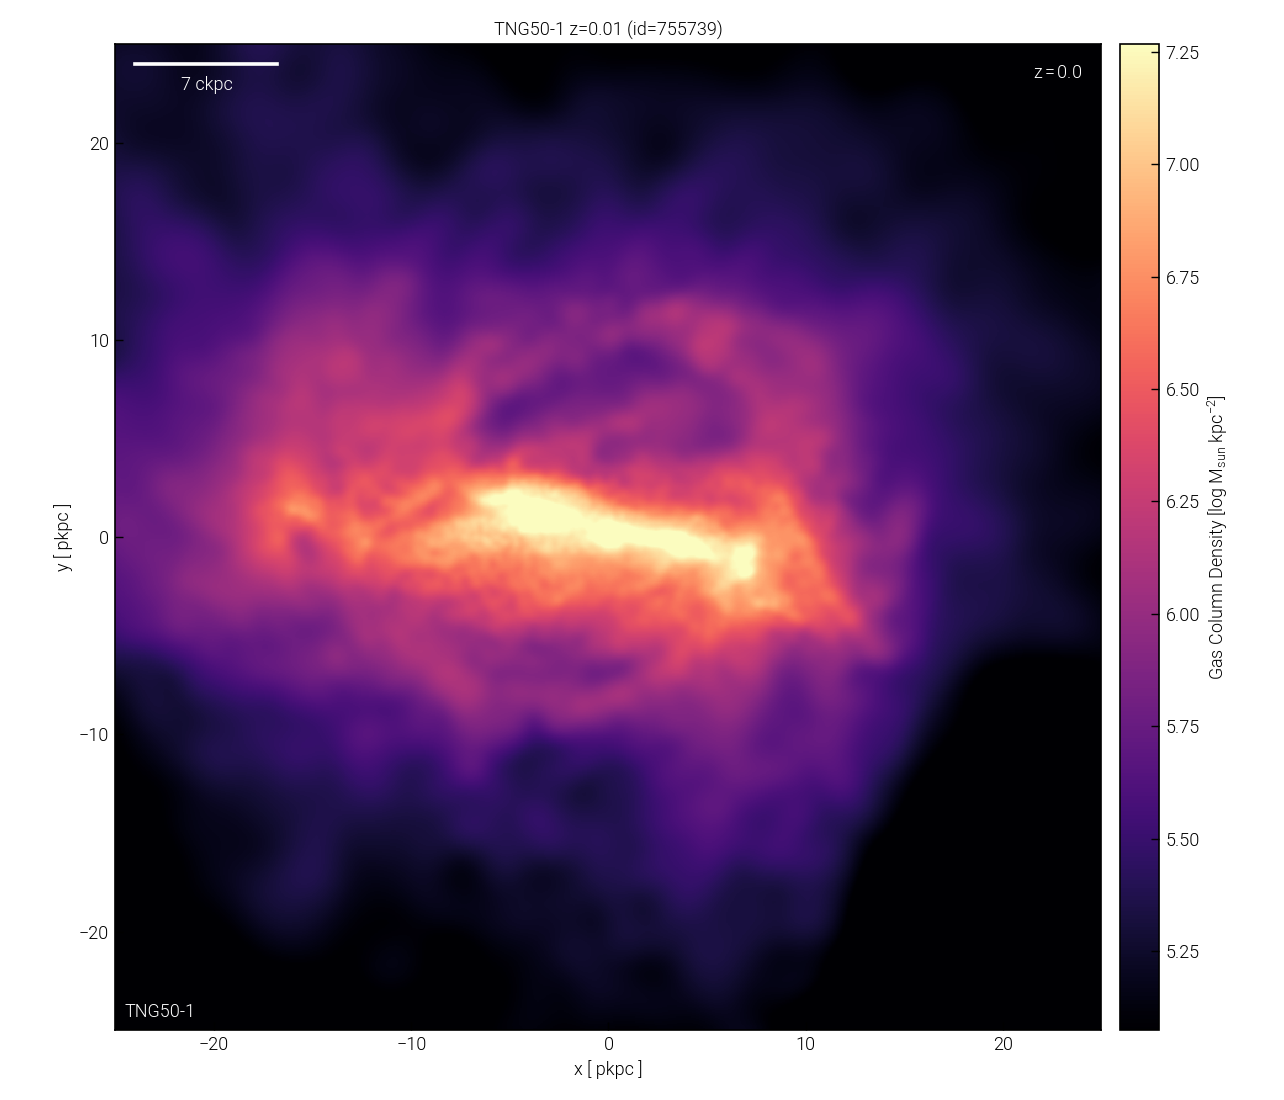 TNG50-1 z=0.01 (id=755739)
7 ckpc
z=0.0
TNG50-1
20
10
0
−10
−20
y [ pkpc ]
−20
−10
0
10
20
x [ pkpc ]
7.25
7.00
6.75
6.50
6.25
6.00
5.75
5.50
5.25
Gas Column Density [log M_sun kpc⁻²]